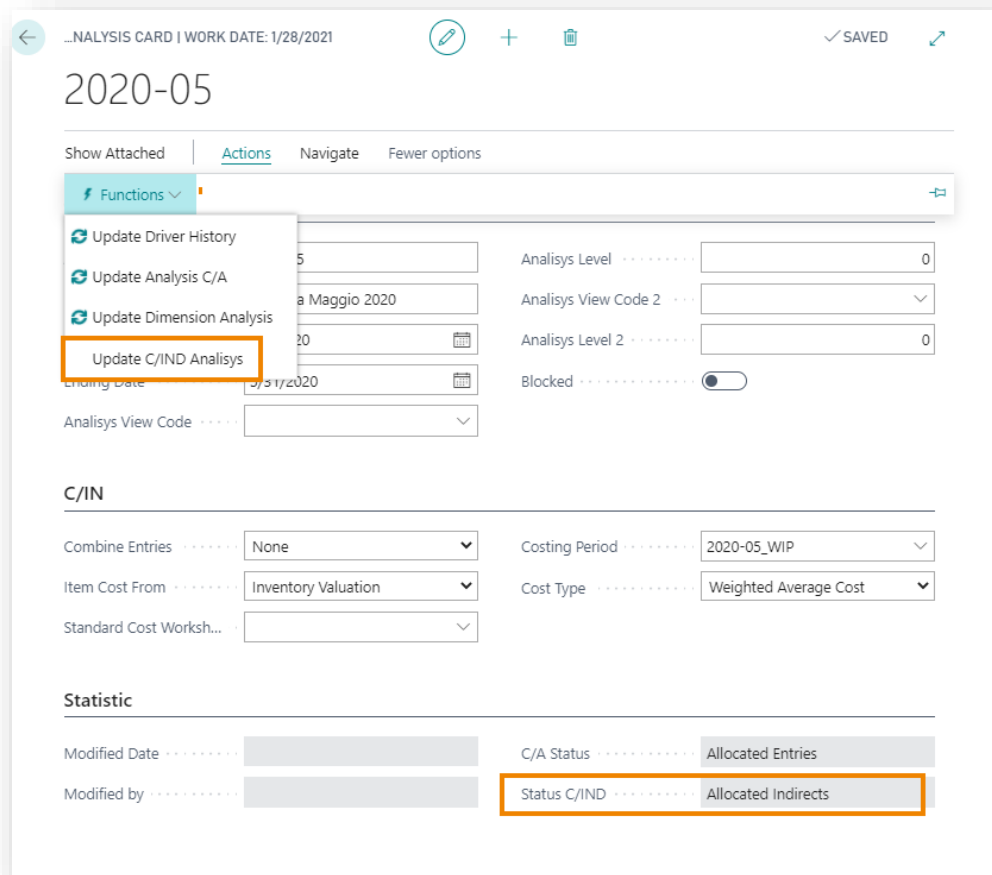 ...NALYSIS CARD | WORK DATE: 1/28/2021
SAVED
2020-05
Show Attached Actions Navigate Fewer options
Functions
Update Driver History
Update Analysis C/A
Update Dimension Analysis
Update C/IND Analisys
5
a Maggio 2020
20
Ending Date 5/31/2020
Analisys View Code
Analisys Level 0
Analisys View Code 2
Analisys Level 2 0
Blocked
C/IN
Combine Entries None
Item Cost From Inventory Valuation
Standard Cost Worksh...
Costing Period 2020-05_WIP
Cost Type Weighted Average Cost
Statistic
Modified Date
Modified by
C/A Status Allocated Entries
Status C/IND Allocated Indirects